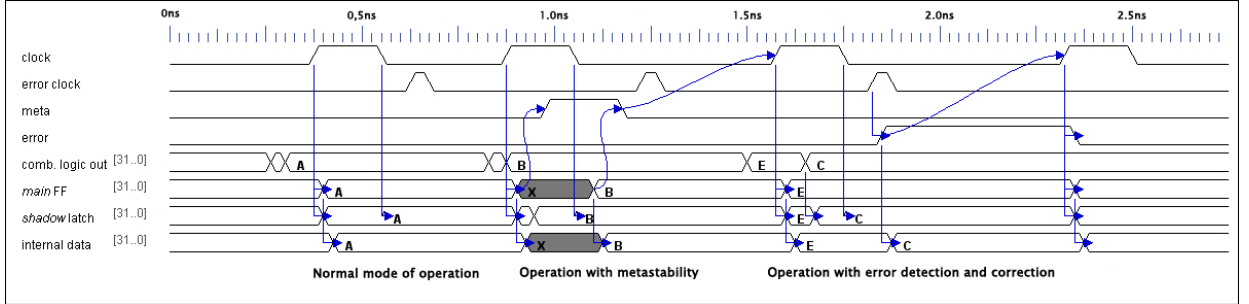 0ns 0,5ns 1.0ns 1.5ns 2.0ns 2.5ns
clock
error clock
meta
error
comb. logic out [31..0] A B E C
main FF [31..0] A X B E
shadow latch [31..0] A B E C
internal data [31..0] A X B E C
Normal mode of operation Operation with metastability Operation with error detection and correction